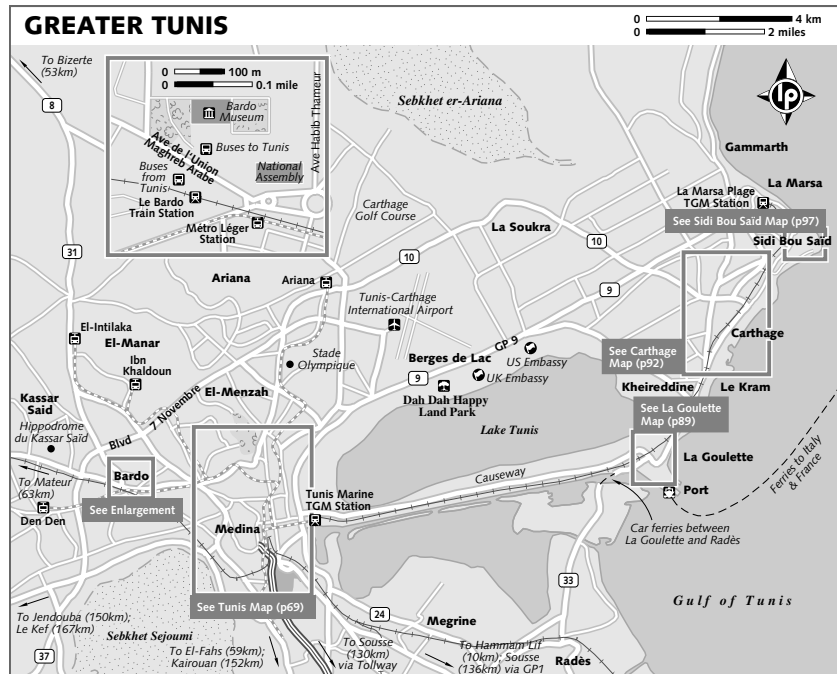 GREATER TUNIS
0 4 km
0 2 miles
To Bizerte
(53km)
8
0 100 m
0 0.1 mile
Bardo
Museum
Ave de l'Union
Maghreb Arabe
Ave Habib Thameur
Buses to Tunis
Buses
from
Tunis
National
Assembly
Le Bardo
Train Station
Métro Léger
Station
Sebkhet er-Ariana
lp
Gammarth
La Marsa
La Marsa Plage
TGM Station
See Sidi Bou Saïd Map (p97)
Sidi Bou Saïd
Carthage
Golf Course
La Soukra
10
31
10
Ariana
Ariana
9
Tunis-Carthage
International Airport
El-Intilaka
El-Manar
Ibn
Khaldoun
Stade
Olympique
GP 9
Berges de Lac
US Embassy
UK Embassy
9
Dah Dah Happy
Land Park
Carthage
See Carthage
Map (p92)
Kheireddine
Le Kram
Kassar
Said
Hippodrome
du Kassar Saïd
Blvd 7 Novembre
El-Menzah
Lake Tunis
See La Goulette
Map (p89)
La Goulette
Ferries to Italy
& France
To Mateur
(63km)
Bardo
See Enlargement
Den Den
Medina
Tunis Marine
TGM Station
Causeway
Port
Car ferries between
La Goulette and Radès
33
See Tunis Map (p69)
24
Megrine
Gulf of Tunis
To Jendouba (150km);
Le Kef (167km)
Sebkhet Sejoumi
37
To El-Fahs (59km);
Kairouan (152km)
To Sousse
(130km)
via Tollway
To Hammam Lif
(10km); Sousse
(136km) via GP1
Radès